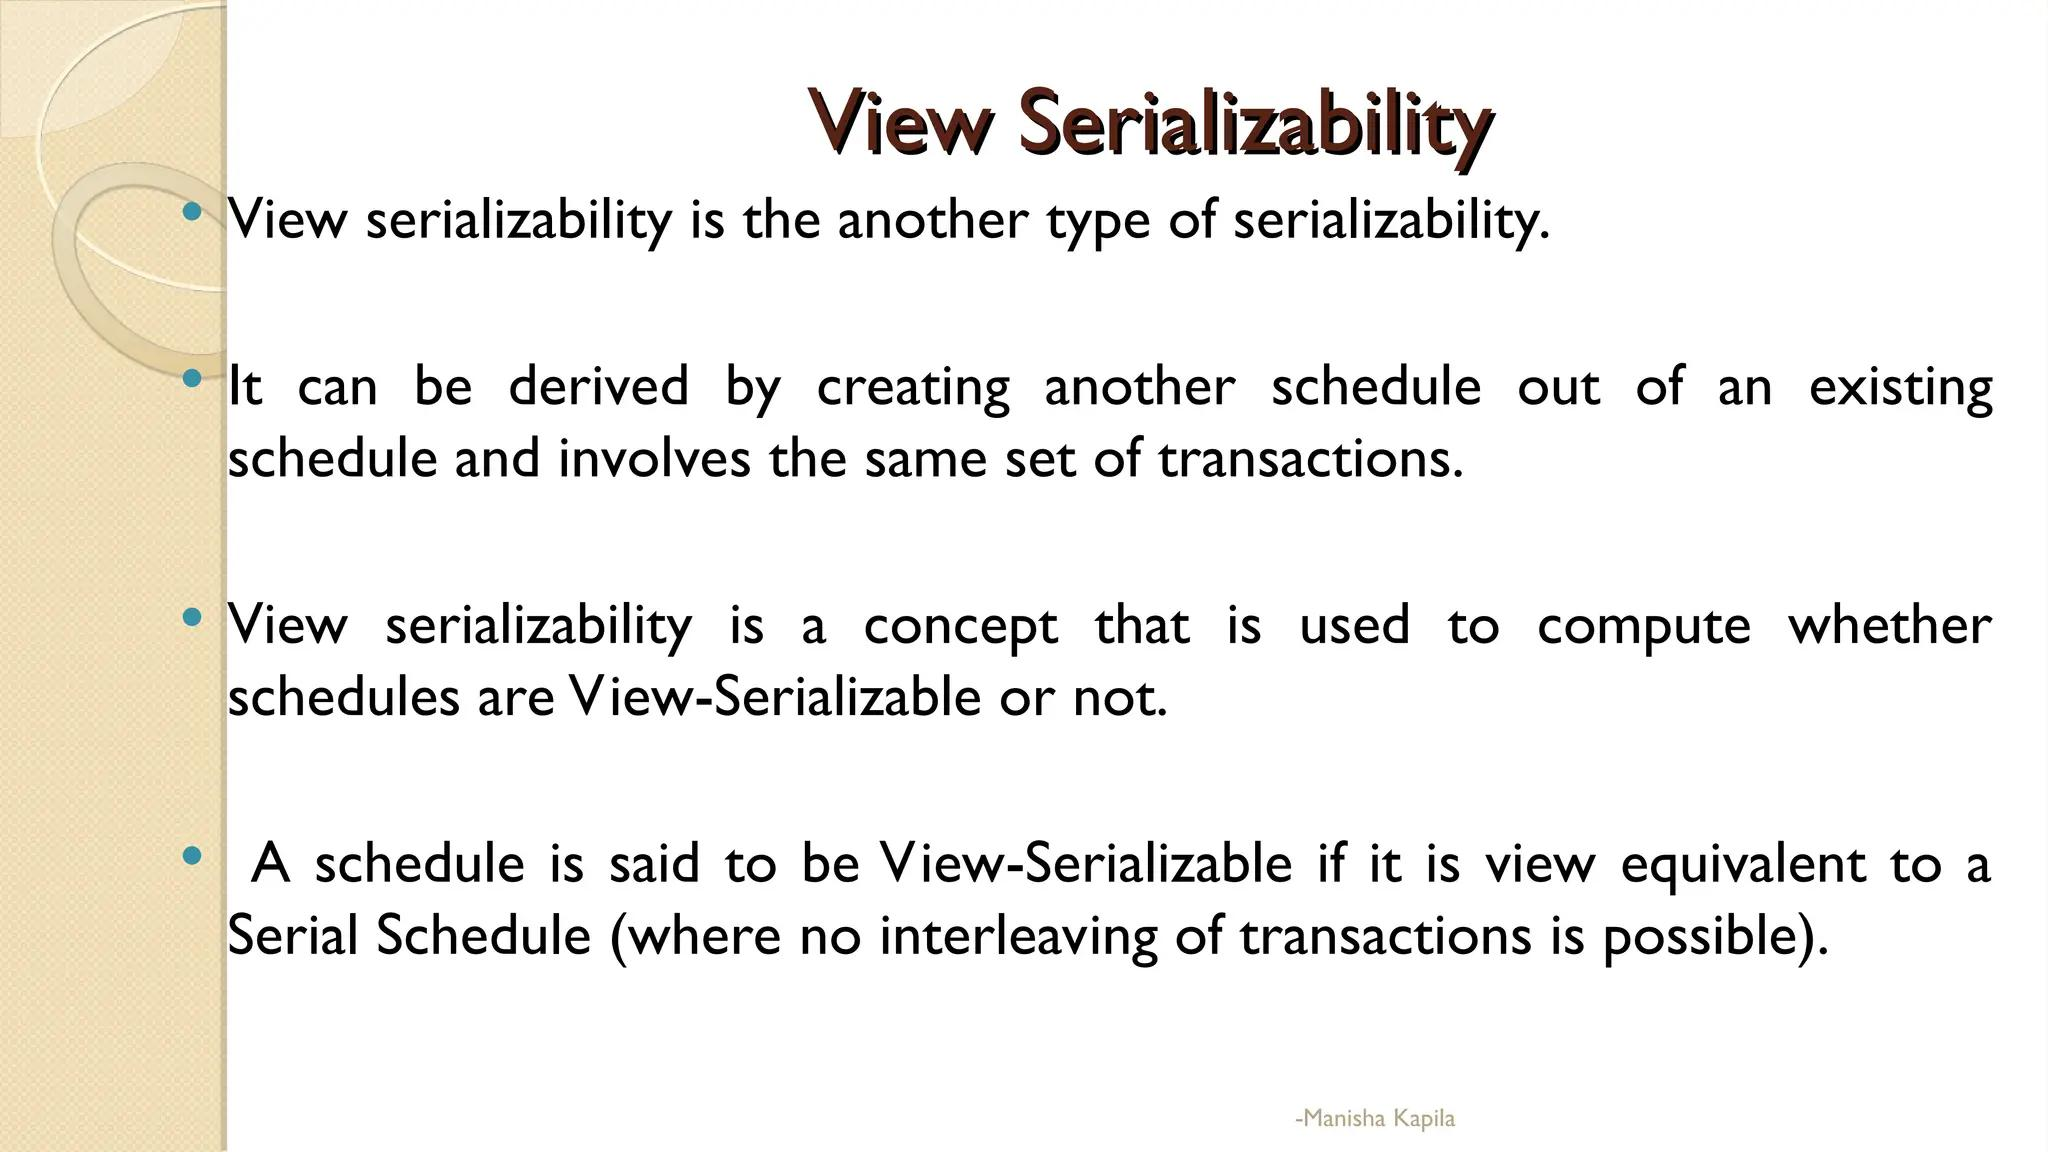 View Serializability
• View serializability is the another type of serializability.
• It can be derived by creating another schedule out of an existing
schedule and involves the same set of transactions.
• View serializability is a concept that is used to compute whether
schedules are View-Serializable or not.
• A schedule is said to be View-Serializable if it is view equivalent to a
Serial Schedule (where no interleaving of transactions is possible).
-Manisha Kapila